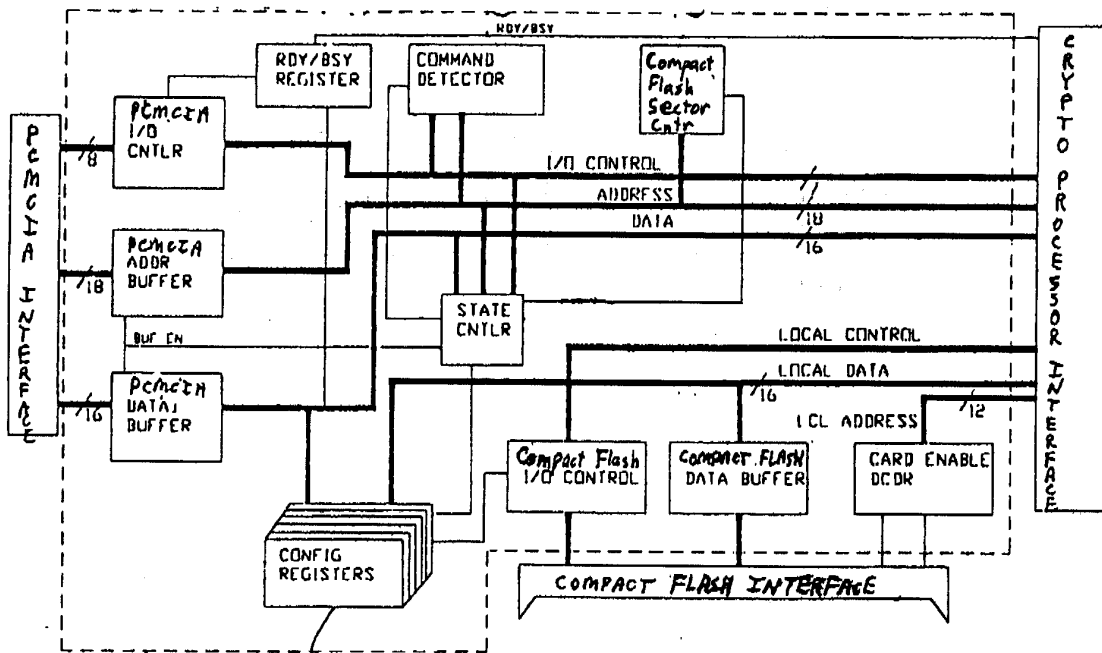 RDY/BSY
RDY/BSY
REGISTER
COMMAND
DETECTOR
Compact
Flash
Sector
Cntr
PCMCIA
I/O
CNTLR
8
I/O CONTROL
ADDRESS
18
DATA
16
PCMCIA
ADDR
BUFFER
18
STATE
CNTLR
BUF EN
LOCAL CONTROL
LOCAL DATA
16
12
LCL ADDRESS
PCMCIA
DATA
BUFFER
16
Compact Flash
I/O CONTROL
COMPACT FLASH
DATA BUFFER
CARD ENABLE
DCDR
CONFIG
REGISTERS
COMPACT FLASH INTERFACE
PCMCIA INTERFACE
CRYPTO PROCESSOR INTERFACE